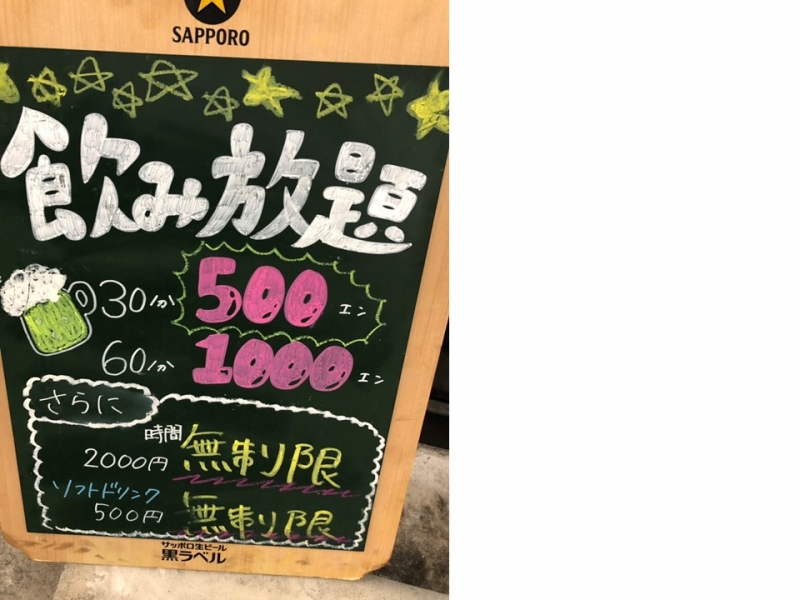 SAPPORO
飲み放題
30分 500エン
60分 1000エン
さらに
時間
2000円 無制限
ソフトドリンク
500円 無制限
サッポロ生ビール
黒ラベル